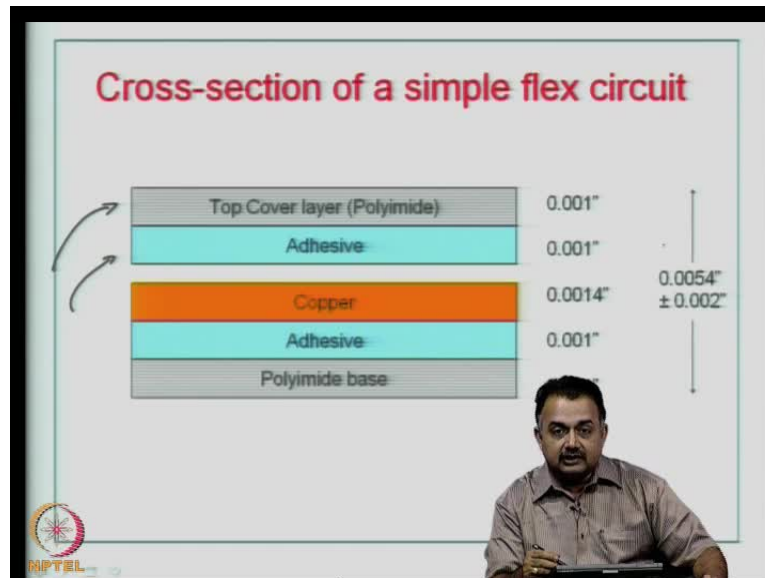 Cross-section of a simple flex circuit
Top Cover layer (Polyimide) 0.001"
Adhesive 0.001"
Copper 0.0014"
Adhesive 0.001"
Polyimide base
0.0054"
± 0.002"
NPTEL